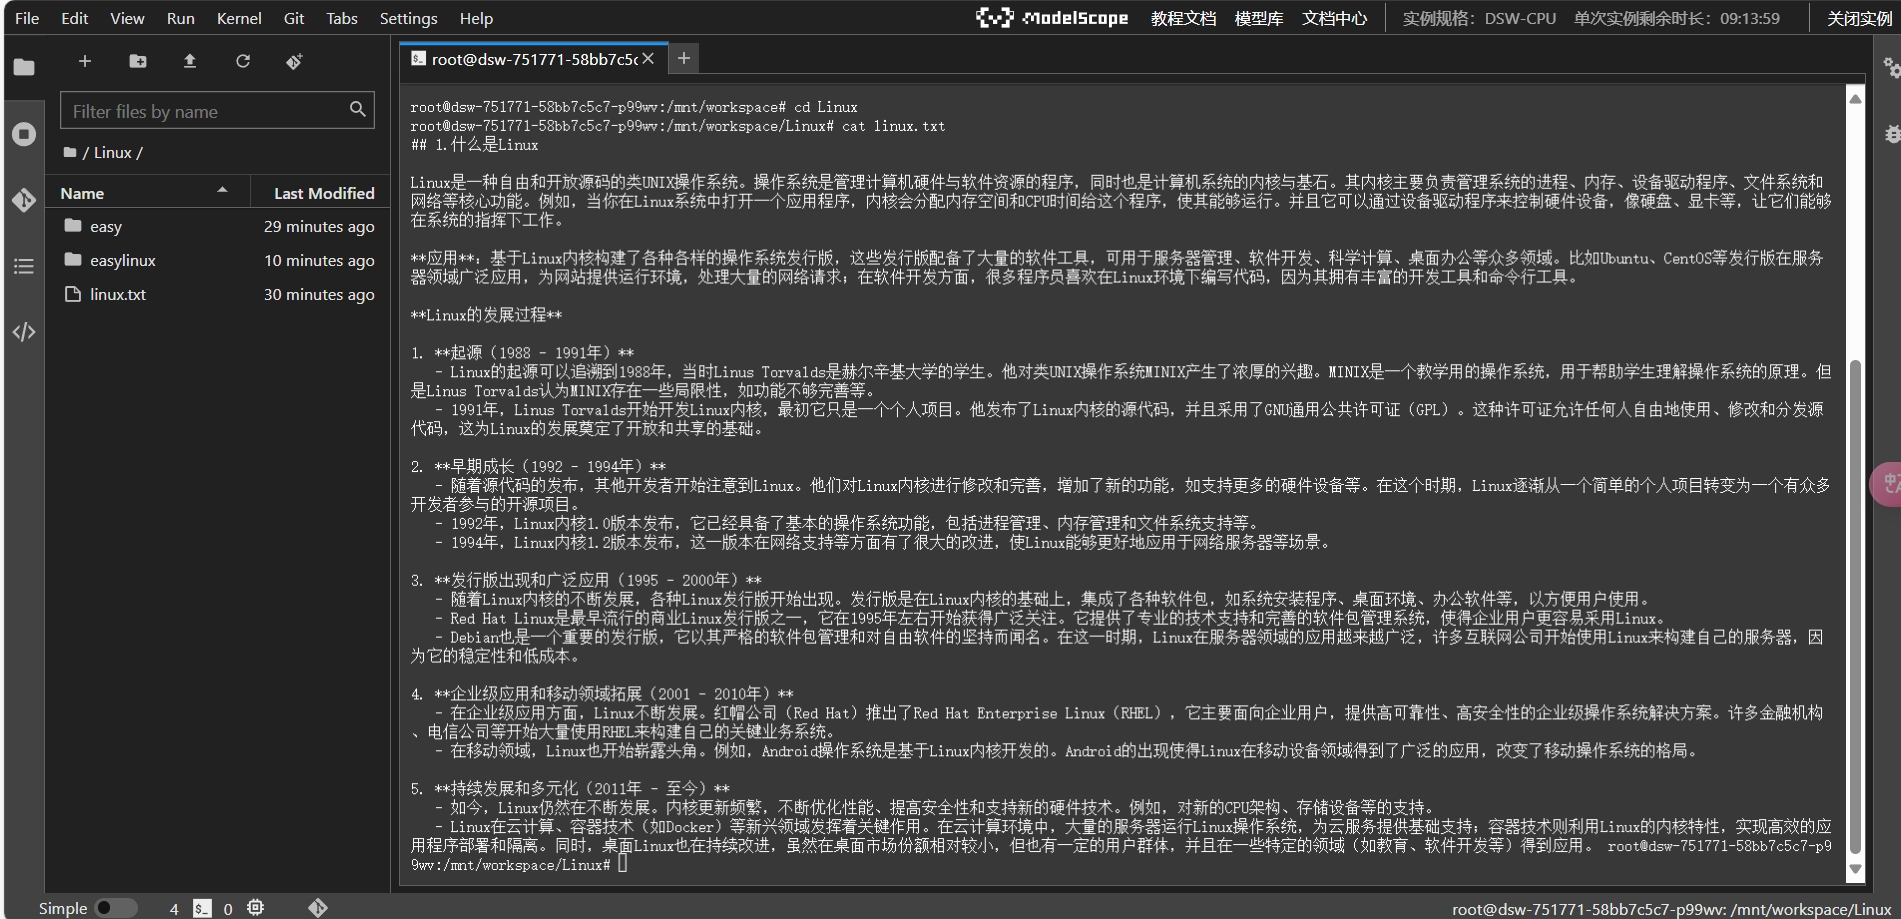 File Edit View Run Kernel Git Tabs Settings Help ModelScope 教程文档 模型库 文档中心 实例规格：DSW-CPU 单次实例剩余时长：09:13:59 关闭实例
Filter files by name
/ Linux /
Name Last Modified
easy 29 minutes ago
easylinux 10 minutes ago
linux.txt 30 minutes ago
root@dsw-751771-58bb7c5c
root@dsw-751771-58bb7c5c7-p99wv:/mnt/workspace# cd Linux
root@dsw-751771-58bb7c5c7-p99wv:/mnt/workspace/Linux# cat linux.txt
## 1.什么是Linux
Linux是一种自由和开放源码的类UNIX操作系统。操作系统是管理计算机硬件与软件资源的程序，同时也是计算机系统的内核与基石。其内核主要负责管理系统的进程、内存、设备驱动程序、文件系统和
网络等核心功能。例如，当你在Linux系统中打开一个应用程序，内核会分配内存空间和CPU时间给这个程序，使其能够运行。并且它可以通过设备驱动程序来控制硬件设备，像硬盘、显卡等，让它们能够
在系统的指挥下工作。
**应用**：基于Linux内核构建了各种各样的操作系统发行版，这些发行版配备了大量的软件工具，可用于服务器管理、软件开发、科学计算、桌面办公等众多领域。比如Ubuntu、CentOS等发行版在服务
器领域广泛应用，为网站提供运行环境，处理大量的网络请求；在软件开发方面，很多程序员喜欢在Linux环境下编写代码，因为其拥有丰富的开发工具和命令行工具。
**Linux的发展过程**
1. **起源（1988 - 1991年）**
- Linux的起源可以追溯到1988年，当时Linus Torvalds是赫尔辛基大学的学生。他对类UNIX操作系统MINIX产生了浓厚的兴趣。MINIX是一个教学用的操作系统，用于帮助学生理解操作系统的原理。但
是Linus Torvalds认为MINIX存在一些局限性，如功能不够完善等。
- 1991年，Linus Torvalds开始开发Linux内核，最初它只是一个个人项目。他发布了Linux内核的源代码，并且采用了GNU通用公共许可证（GPL）。这种许可证允许任何人自由地使用、修改和分发源
代码，这为Linux的发展奠定了开放和共享的基础。
2. **早期成长（1992 - 1994年）**
- 随着源代码的发布，其他开发者开始注意到Linux。他们对Linux内核进行修改和完善，增加了新的功能，如支持更多的硬件设备等。在这个时期，Linux逐渐从一个简单的个人项目转变为一个有众多
开发者参与的开源项目。
- 1992年，Linux内核1.0版本发布，它已经具备了基本的操作系统功能，包括进程管理、内存管理和文件系统支持等。
- 1994年，Linux内核1.2版本发布，这一版本在网络支持等方面有了很大的改进，使Linux能够更好地应用于网络服务器等场景。
3. **发行版出现和广泛应用（1995 - 2000年）**
- 随着Linux内核的不断发展，各种Linux发行版开始出现。发行版是在Linux内核的基础上，集成了各种软件包，如系统安装程序、桌面环境、办公软件等，以方便用户使用。
- Red Hat Linux是最早流行的商业Linux发行版之一，它在1995年左右开始获得广泛关注。它提供了专业的技术支持和完善的软件包管理系统，使得企业用户更容易采用Linux。
- Debian也是一个重要的发行版，它以其严格的软件包管理和对自由软件的坚持而闻名。在这一时期，Linux在服务器领域的应用越来越广泛，许多互联网公司开始使用Linux来构建自己的服务器，因
为它的稳定性和低成本。
4. **企业级应用和移动领域拓展（2001 - 2010年）**
- 在企业级应用方面，Linux不断发展。红帽公司（Red Hat）推出了Red Hat Enterprise Linux（RHEL），它主要面向企业用户，提供高可靠性、高安全性的企业级操作系统解决方案。许多金融机构
、电信公司等开始大量使用RHEL来构建自己的关键业务系统。
- 在移动领域，Linux也开始崭露头角。例如，Android操作系统是基于Linux内核开发的。Android的出现使得Linux在移动设备领域得到了广泛的应用，改变了移动操作系统的格局。
5. **持续发展和多元化（2011年 - 至今）**
- 如今，Linux仍然在不断发展。内核更新频繁，不断优化性能、提高安全性和支持新的硬件技术。例如，对新的CPU架构、存储设备等的支持。
- Linux在云计算、容器技术（如Docker）等新兴领域发挥着关键作用。在云计算环境中，大量的服务器运行Linux操作系统，为云服务提供基础支持；容器技术则利用Linux的内核特性，实现高效的应
用程序部署和隔离。同时，桌面Linux也在持续改进，虽然在桌面市场份额相对较小，但也有一定的用户群体，并且在一些特定的领域（如教育、软件开发等）得到应用。 root@dsw-751771-58bb7c5c7-p9
9wv:/mnt/workspace/Linux#
Simple 4 0 root@dsw-751771-58bb7c5c7-p99wv: /mnt/workspace/Linux